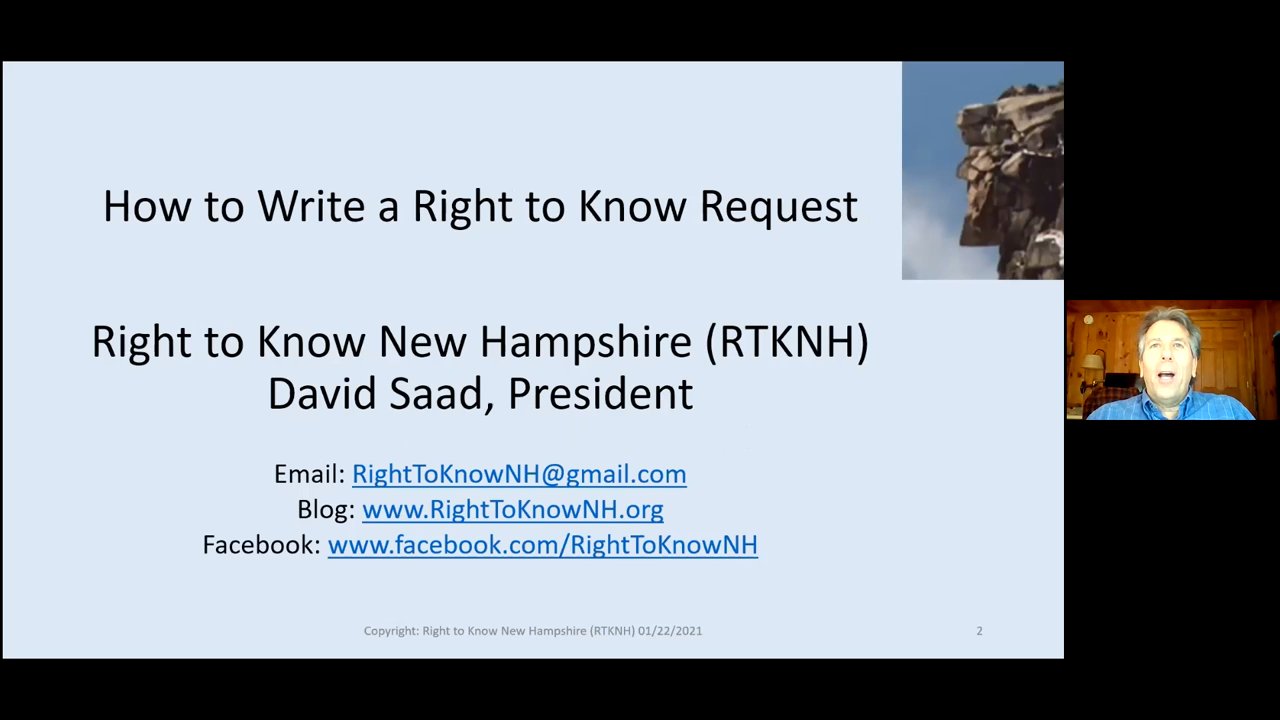 How to Write a Right to Know Request
Right to Know New Hampshire (RTKNH)
David Saad, President
Email: RightToKnowNH@gmail.com
Blog: www.RightToKnowNH.org
Facebook: www.facebook.com/RightToKnowNH
Copyright: Right to Know New Hampshire (RTKNH) 01/22/2021
2